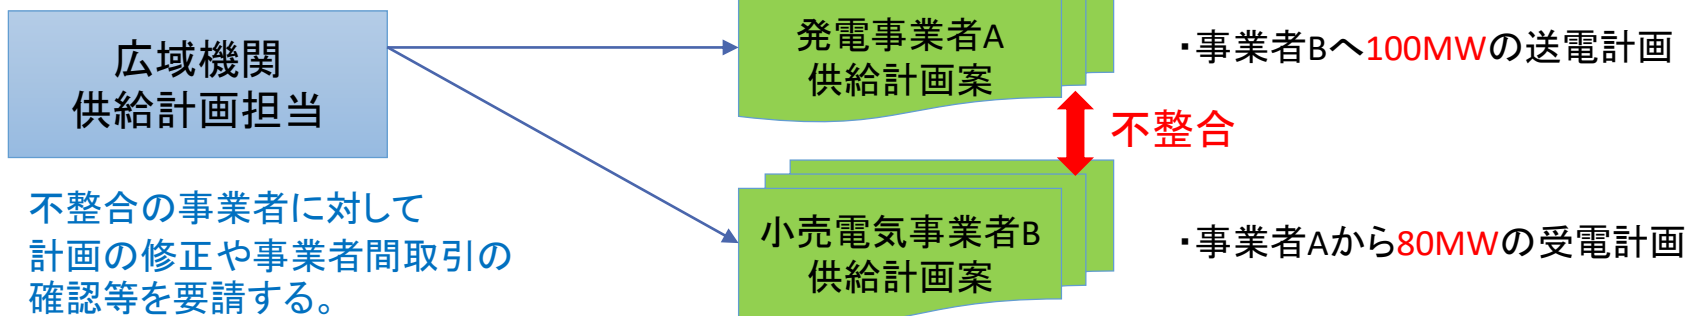 広域機関
供給計画担当
不整合の事業者に対して
計画の修正や事業者間取引の
確認等を要請する。
発電事業者A
供給計画案
・事業者Bへ100MWの送電計画
不整合
小売電気事業者B
供給計画案
・事業者Aから80MWの受電計画